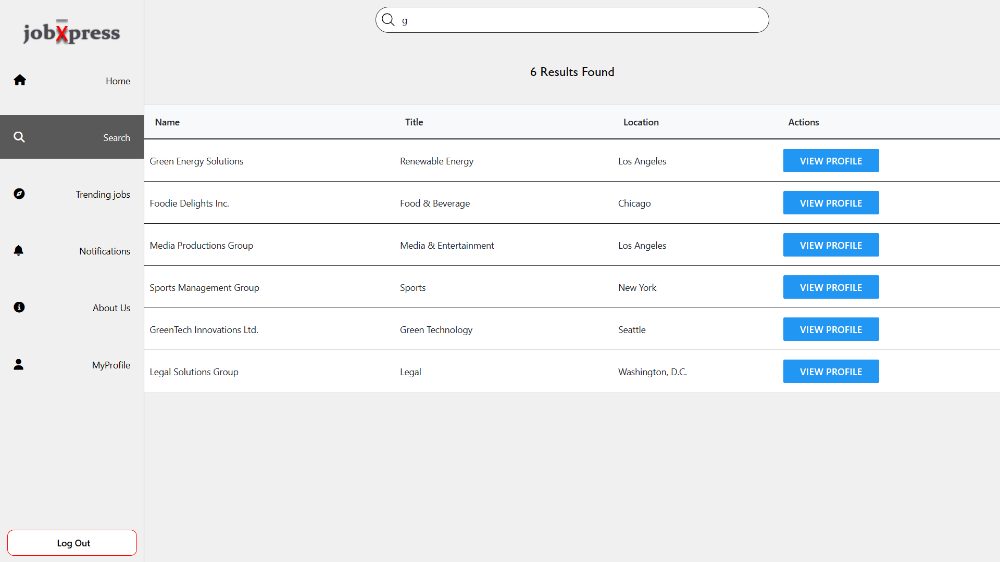 jobXpress
Home
Search
Trending jobs
Notifications
About Us
MyProfile
Log Out
g
6 Results Found
Name Title Location Actions
Green Energy Solutions Renewable Energy Los Angeles VIEW PROFILE
Foodie Delights Inc. Food & Beverage Chicago VIEW PROFILE
Media Productions Group Media & Entertainment Los Angeles VIEW PROFILE
Sports Management Group Sports New York VIEW PROFILE
GreenTech Innovations Ltd. Green Technology Seattle VIEW PROFILE
Legal Solutions Group Legal Washington, D.C. VIEW PROFILE